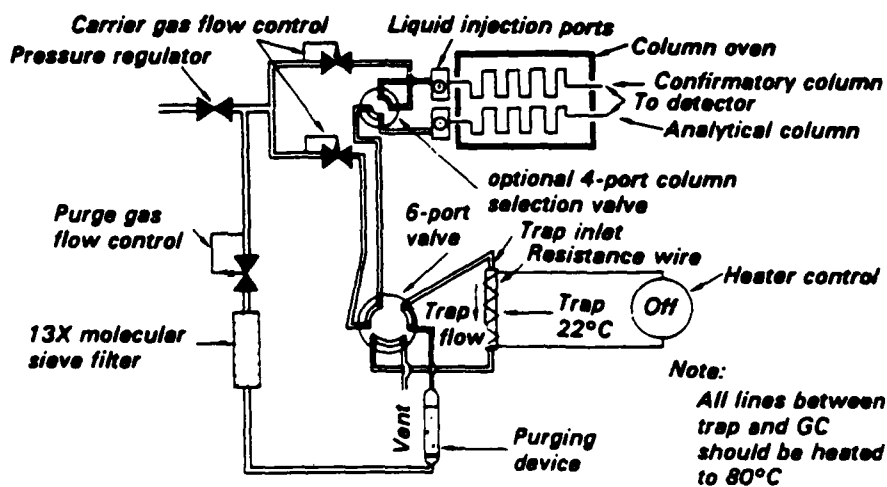 Carrier gas flow control
Pressure regulator
Liquid injection ports
Column oven
Confirmatory column
To detector
Analytical column
optional 4-port column
selection valve
6-port
valve
Trap inlet
Resistance wire
Heater control
Off
Purge gas
flow control
Trap
flow
Trap
22°C
13X molecular
sieve filter
Vent
Purging
device
Note:
All lines between
trap and GC
should be heated
to 80°C